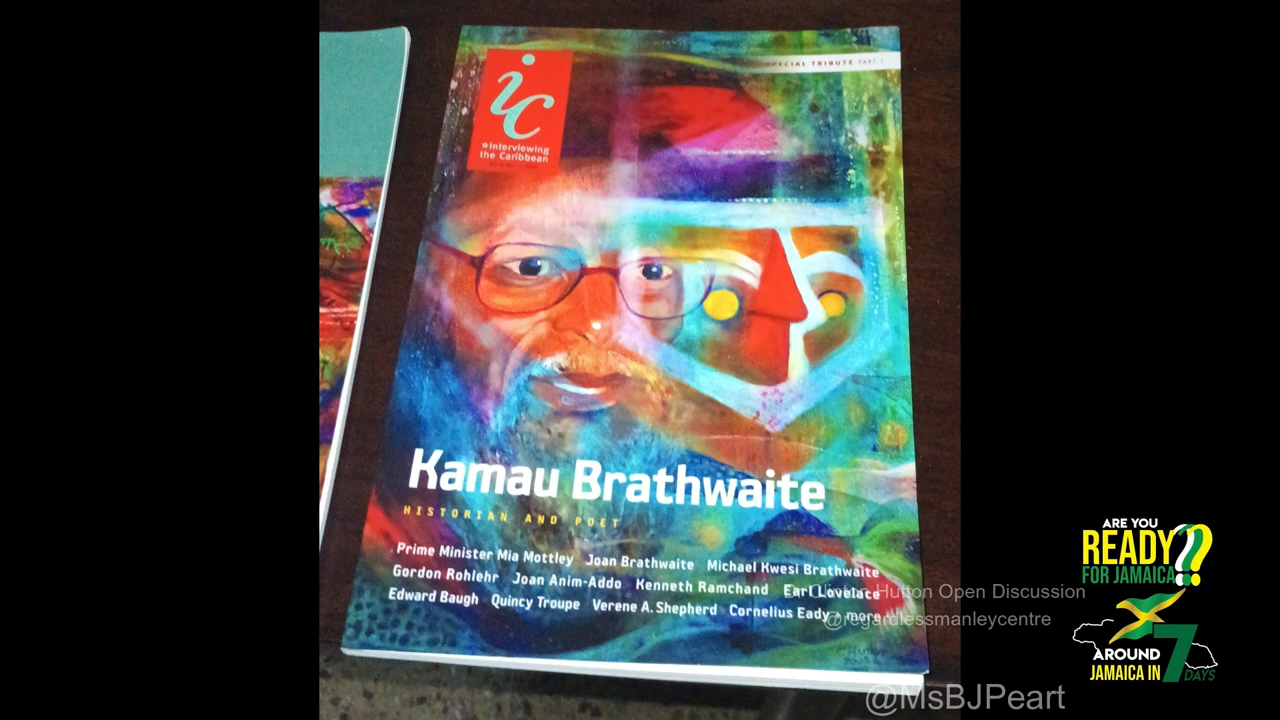 SPECIAL TRIBUTE PART I
ic
*Interviewing
the Caribbean
Kamau Brathwaite
HISTORIAN AND POET
Prime Minister Mia Mottley Joan Brathwaite Michael Kwesi Brathwaite
Gordon Rohlehr Joan Anim-Addo Kenneth Ramchand Earl Lovelace
Edward Baugh Quincy Troupe Verene A. Shepherd Cornelius Eady + more
Hutton Open Discussion
@regardlessmanleycentre
@MsBJPeart
ARE YOU
READY??
FOR JAMAICA
AROUND
JAMAICA IN 7
DAYS